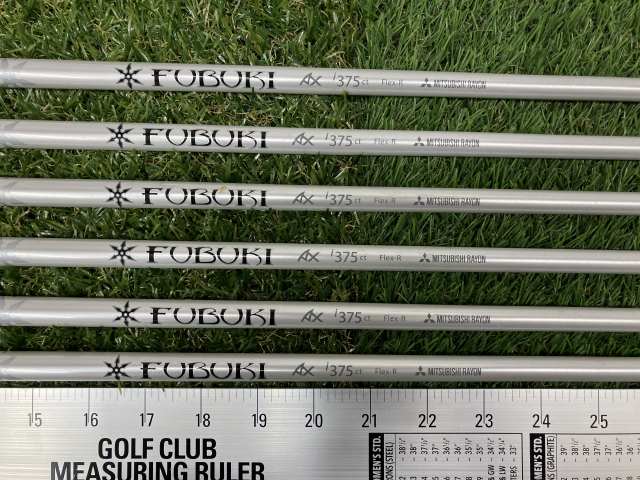 FUBUKI AX i375ct Flex-R MITSUBISHI RAYON
FUBUKI AX i375ct Flex-R MITSUBISHI RAYON
FUBUKI AX i375ct Flex-R MITSUBISHI RAYON
FUBUKI AX i375ct Flex-R MITSUBISHI RAYON
FUBUKI AX i375ct Flex-R MITSUBISHI RAYON
FUBUKI AX i375ct Flex-R MITSUBISHI RAYON
15 16 17 18 19 20 21 22 23 24 25
GOLF CLUB
MEASURING RULER
MEN'S STD.